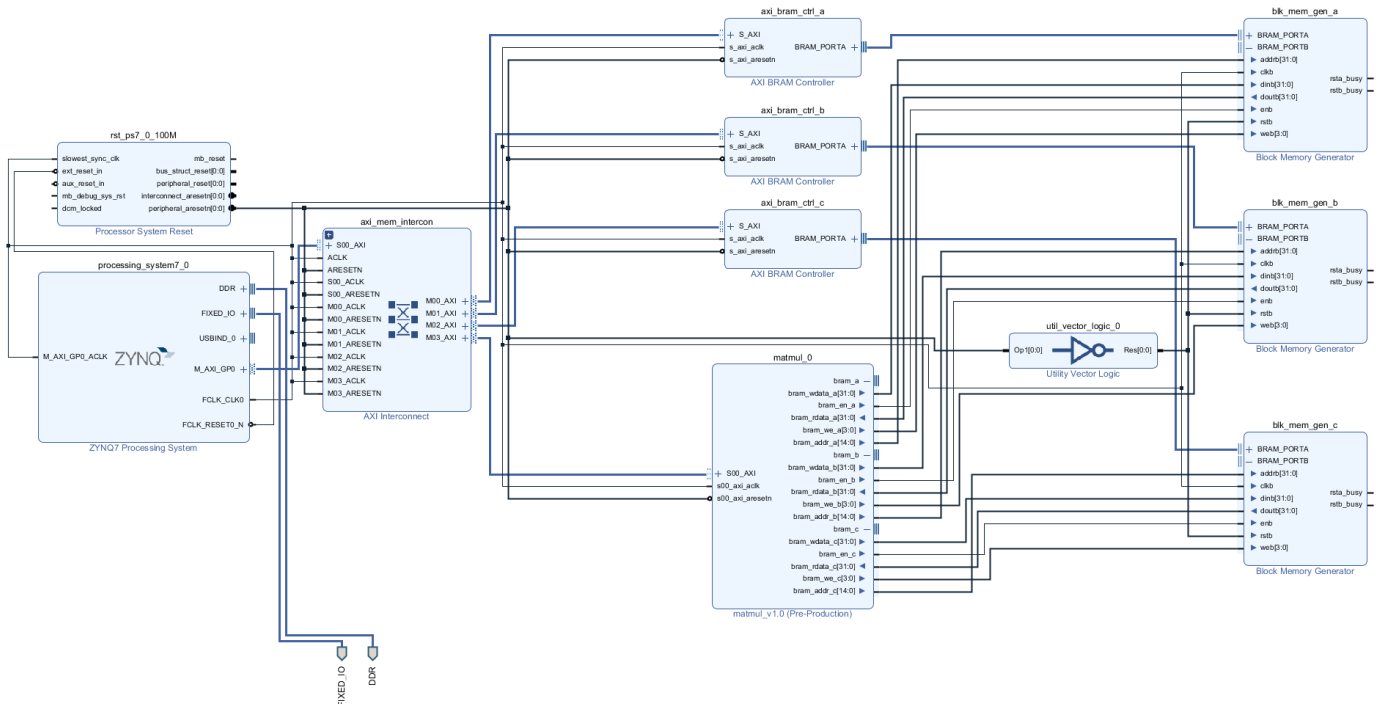 rst_ps7_0_100M
slowest_sync_clk
ext_reset_in
aux_reset_in
mb_debug_sys_rst
dcm_locked
mb_reset
bus_struct_reset[0:0]
peripheral_reset[0:0]
interconnect_aresetn[0:0]
peripheral_aresetn[0:0]
Processor System Reset
processing_system7_0
M_AXI_GP0_ACLK
ZYNQ
DDR
FIXED_IO
USBIND_0
M_AXI_GP0
FCLK_CLK0
FCLK_RESET0_N
ZYNQ7 Processing System
axi_mem_intercon
S00_AXI
ACLK
ARESETN
S00_ACLK
S00_ARESETN
M00_ACLK
M00_ARESETN
M01_ACLK
M01_ARESETN
M02_ACLK
M02_ARESETN
M03_ACLK
M03_ARESETN
M00_AXI
M01_AXI
M02_AXI
M03_AXI
AXI Interconnect
FIXED_IO
DDR
axi_bram_ctrl_a
S_AXI
s_axi_aclk
s_axi_aresetn
BRAM_PORTA
AXI BRAM Controller
axi_bram_ctrl_b
S_AXI
s_axi_aclk
s_axi_aresetn
BRAM_PORTA
AXI BRAM Controller
axi_bram_ctrl_c
S_AXI
s_axi_aclk
s_axi_aresetn
BRAM_PORTA
AXI BRAM Controller
matmul_0
S00_AXI
s00_axi_aclk
s00_axi_aresetn
bram_a
bram_wdata_a[31:0]
bram_en_a
bram_rdata_a[31:0]
bram_we_a[3:0]
bram_addr_a[14:0]
bram_b
bram_wdata_b[31:0]
bram_en_b
bram_rdata_b[31:0]
bram_we_b[3:0]
bram_addr_b[14:0]
bram_c
bram_wdata_c[31:0]
bram_en_c
bram_rdata_c[31:0]
bram_we_c[3:0]
bram_addr_c[14:0]
matmul_v1.0 (Pre-Production)
util_vector_logic_0
Op1[0:0]
Res[0:0]
Utility Vector Logic
blk_mem_gen_a
BRAM_PORTA
BRAM_PORTB
addrb[31:0]
clkb
dinb[31:0]
doutb[31:0]
enb
rstb
web[3:0]
rsta_busy
rstb_busy
Block Memory Generator
blk_mem_gen_b
BRAM_PORTA
BRAM_PORTB
addrb[31:0]
clkb
dinb[31:0]
doutb[31:0]
enb
rstb
web[3:0]
rsta_busy
rstb_busy
Block Memory Generator
blk_mem_gen_c
BRAM_PORTA
BRAM_PORTB
addrb[31:0]
clkb
dinb[31:0]
doutb[31:0]
enb
rstb
web[3:0]
rsta_busy
rstb_busy
Block Memory Generator